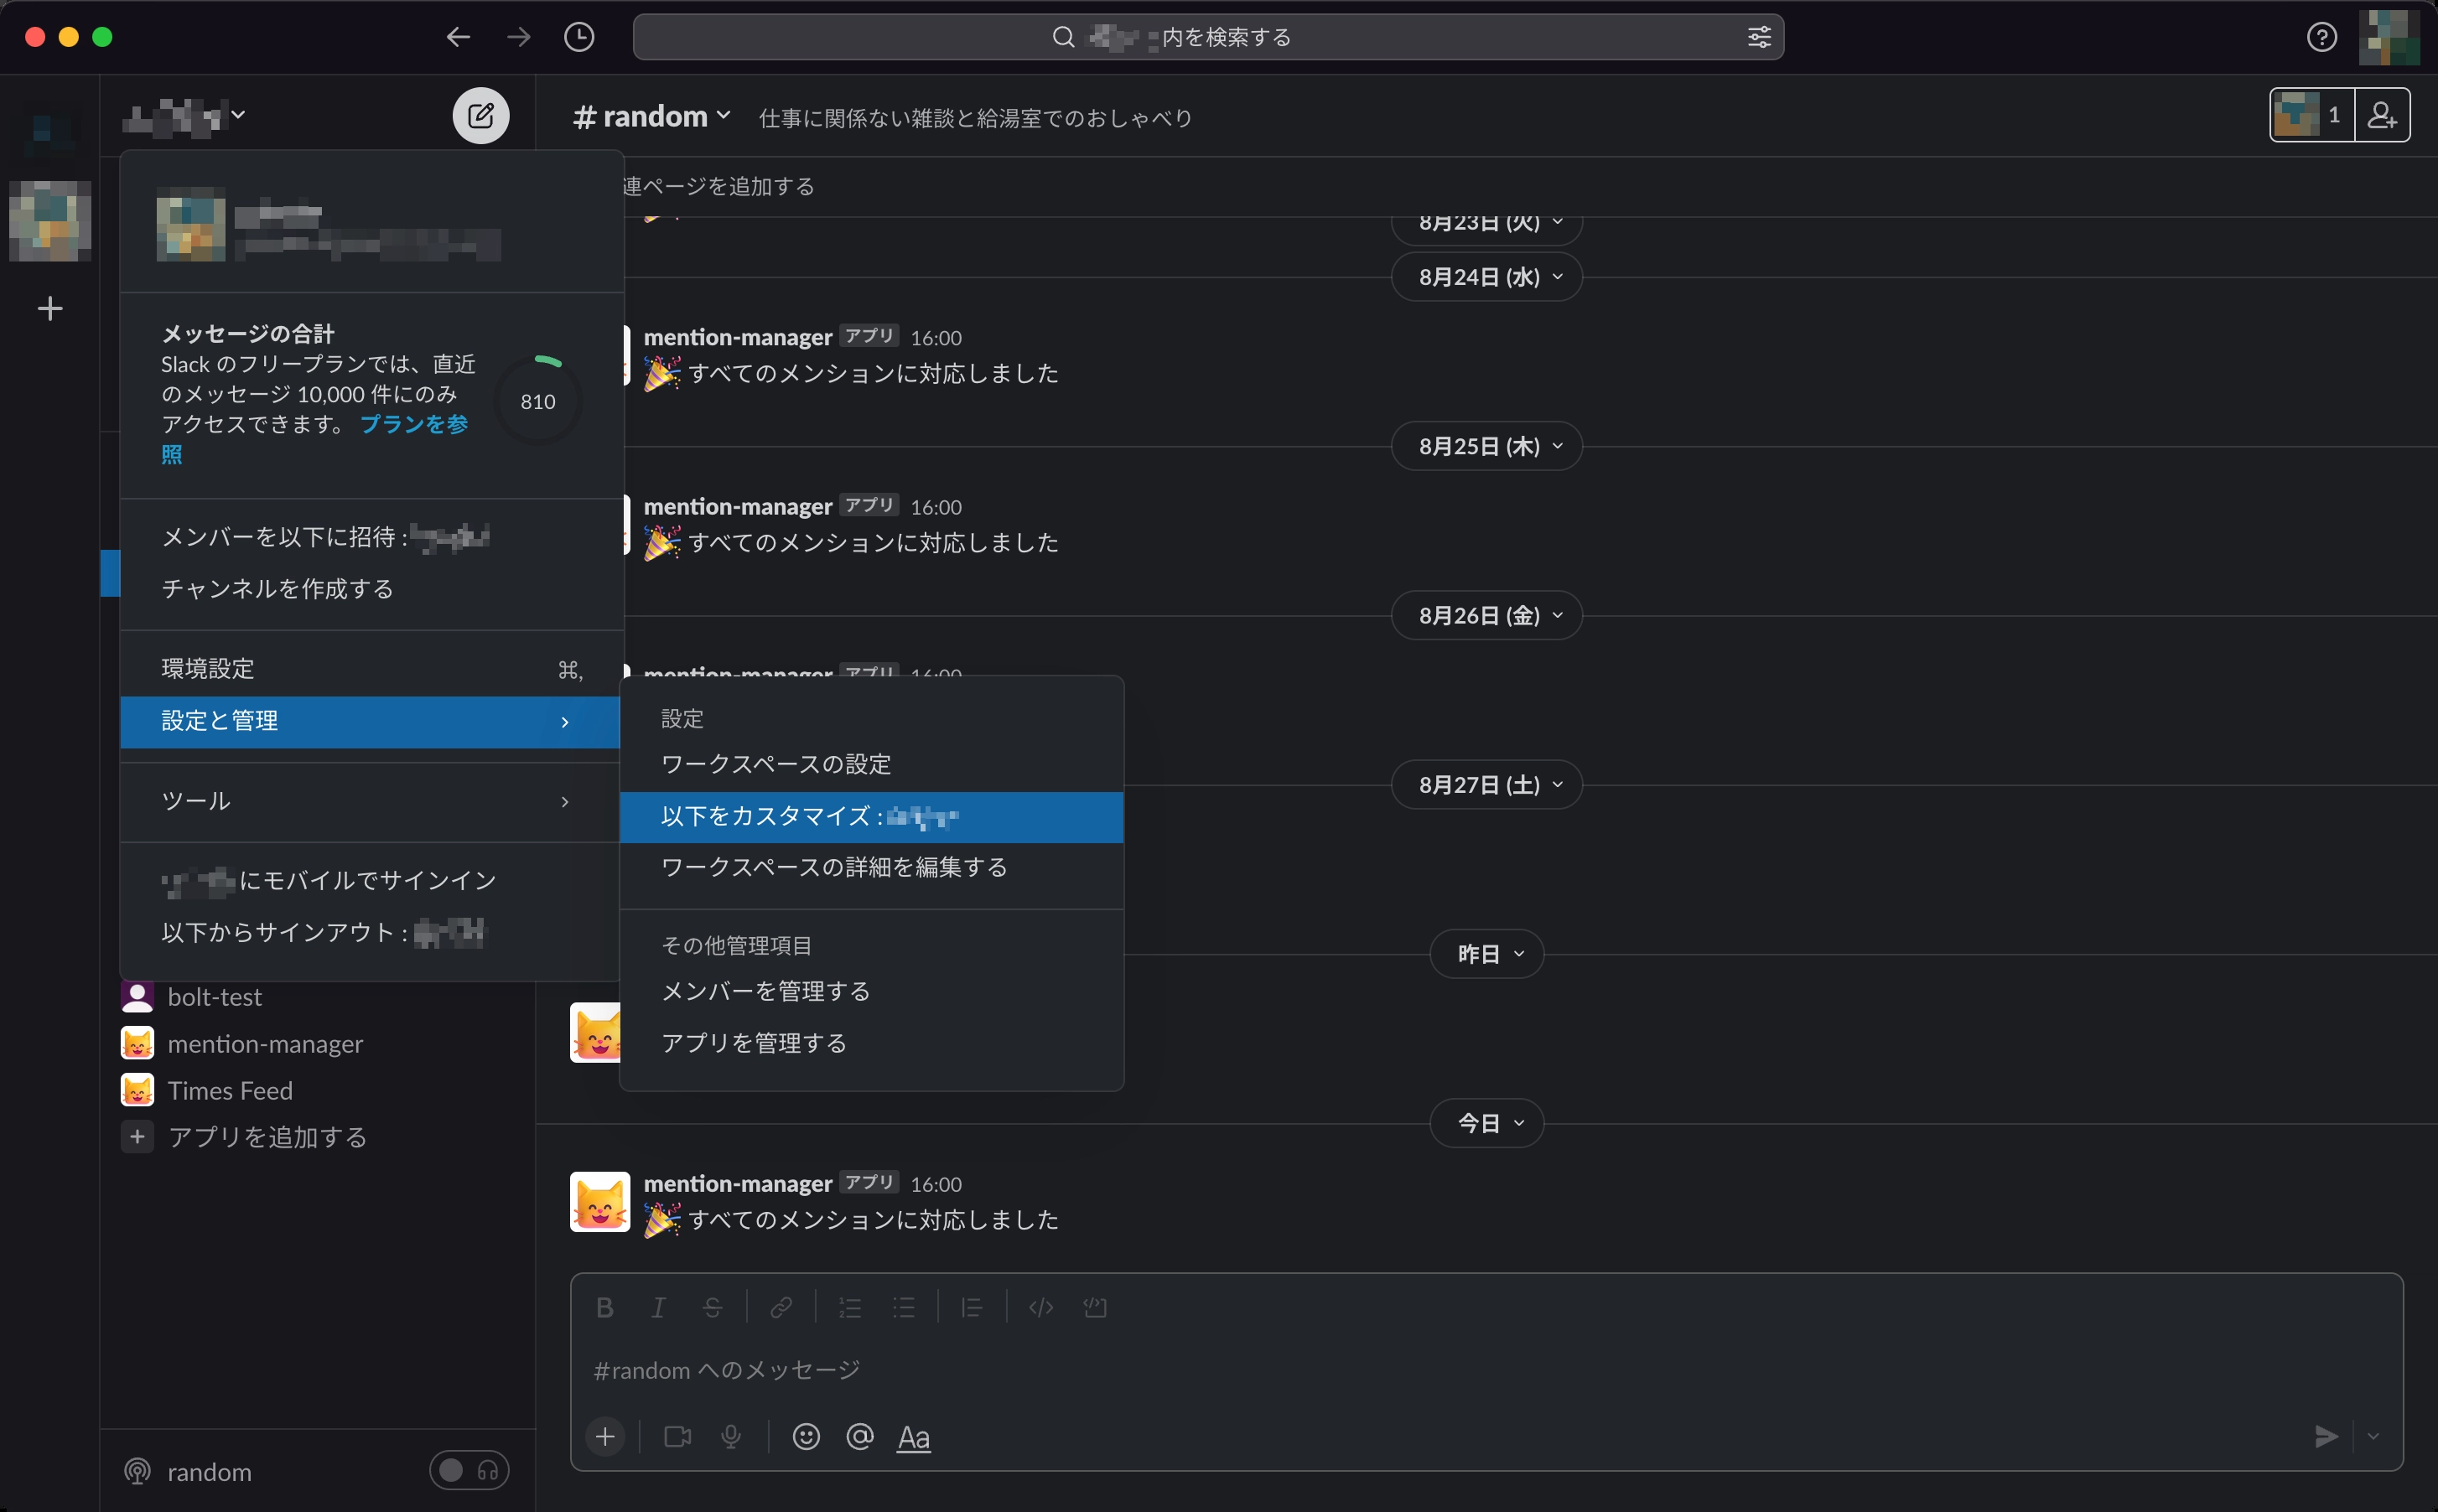 内を検索する
# random 仕事に関係ない雑談と給湯室でのおしゃべり
1
連ページを追加する
メッセージの合計
Slack のフリープランでは、直近
のメッセージ 10,000 件にのみ
アクセスできます。 プランを参
照
810
メンバーを以下に招待 :
チャンネルを作成する
環境設定 ⌘,
設定と管理
ツール
にモバイルでサインイン
以下からサインアウト :
設定
ワークスペースの設定
以下をカスタマイズ :
ワークスペースの詳細を編集する
その他管理項目
メンバーを管理する
アプリを管理する
bolt-test
mention-manager
Times Feed
アプリを追加する
random
8月23日 (火)
8月24日 (水)
mention-manager アプリ 16:00
すべてのメンションに対応しました
8月25日 (木)
mention-manager アプリ 16:00
すべてのメンションに対応しました
8月26日 (金)
mention-manager アプリ 16:00
8月27日 (土)
昨日
今日
mention-manager アプリ 16:00
すべてのメンションに対応しました
#random へのメッセージ
Aa